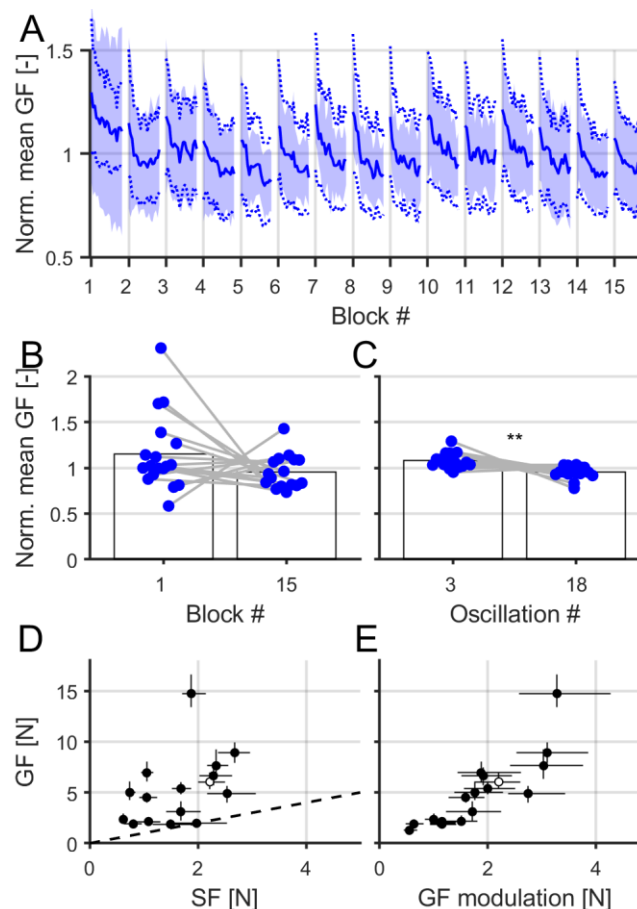 A
Norm. mean GF [-]
1.5
1
0.5
1 2 3 4 5 6 7 8 9 10 11 12 13 14 15
Block #
B
C
Norm. mean GF [-]
2
1.5
1
0.5
0
**
1 15
3 18
Block #
Oscillation #
D
E
GF [N]
15
10
5
0
0 2 4
0 2 4
SF [N]
GF modulation [N]